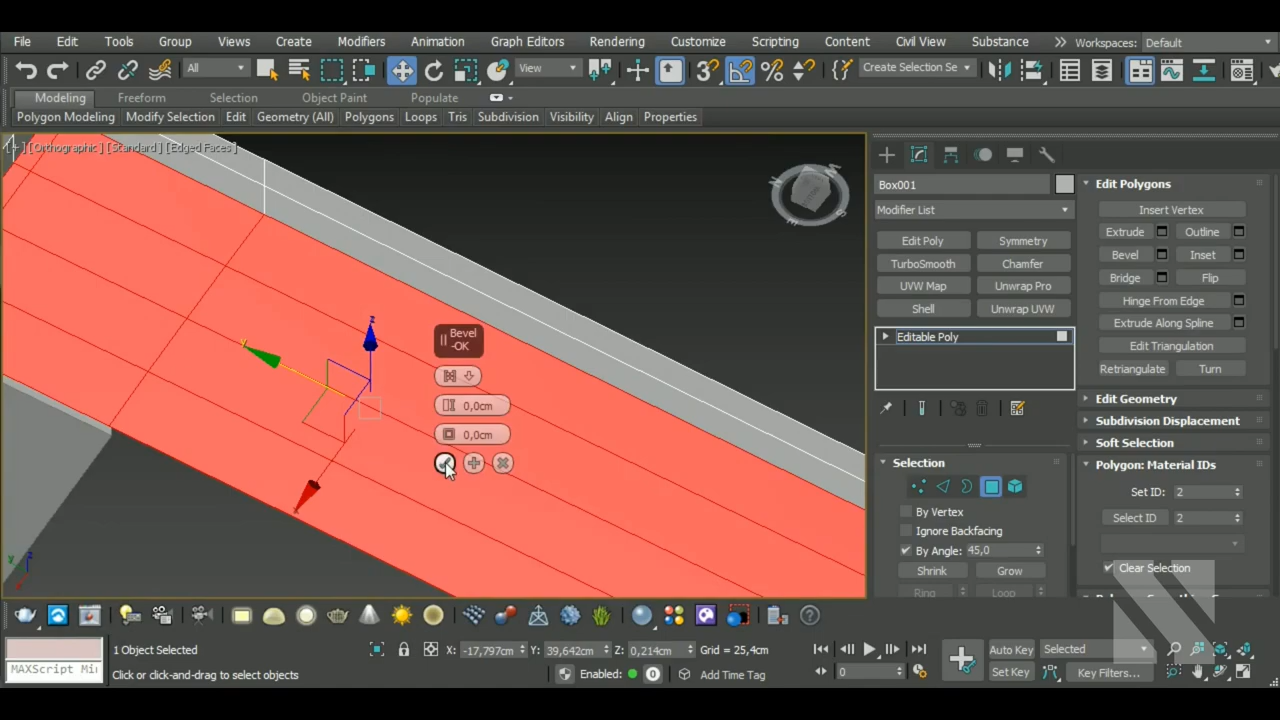 File Edit Tools Group Views Create Modifiers Animation Graph Editors Rendering Customize Scripting Content Civil View Substance Workspaces: Default
All View Create Selection Se
Modeling Freeform Selection Object Paint Populate
Polygon Modeling Modify Selection Edit Geometry (All) Polygons Loops Tris Subdivision Visibility Align Properties
[+] [Orthographic] [Standard] [Edged Faces]
Box001
Modifier List
Edit Poly Symmetry
TurboSmooth Chamfer
UVW Map Unwrap Pro
Shell Unwrap UVW
Editable Poly
Selection
By Vertex
Ignore Backfacing
By Angle: 45,0
Shrink Grow
Ring Loop
Edit Polygons
Insert Vertex
Extrude Outline
Bevel Inset
Bridge Flip
Hinge From Edge
Extrude Along Spline
Edit Triangulation
Retriangulate Turn
Edit Geometry
Subdivision Displacement
Soft Selection
Polygon: Material IDs
Set ID: 2
Select ID 2
Clear Selection
Bevel
-OK
0,0cm
0,0cm
z
y
x
1 Object Selected X: -17,797cm Y: 39,642cm Z: 0,214cm Grid = 25,4cm Auto Key Selected
MAXScript Mi Click or click-and-drag to select objects Enabled: 0 Add Time Tag 0 Set Key Key Filters...